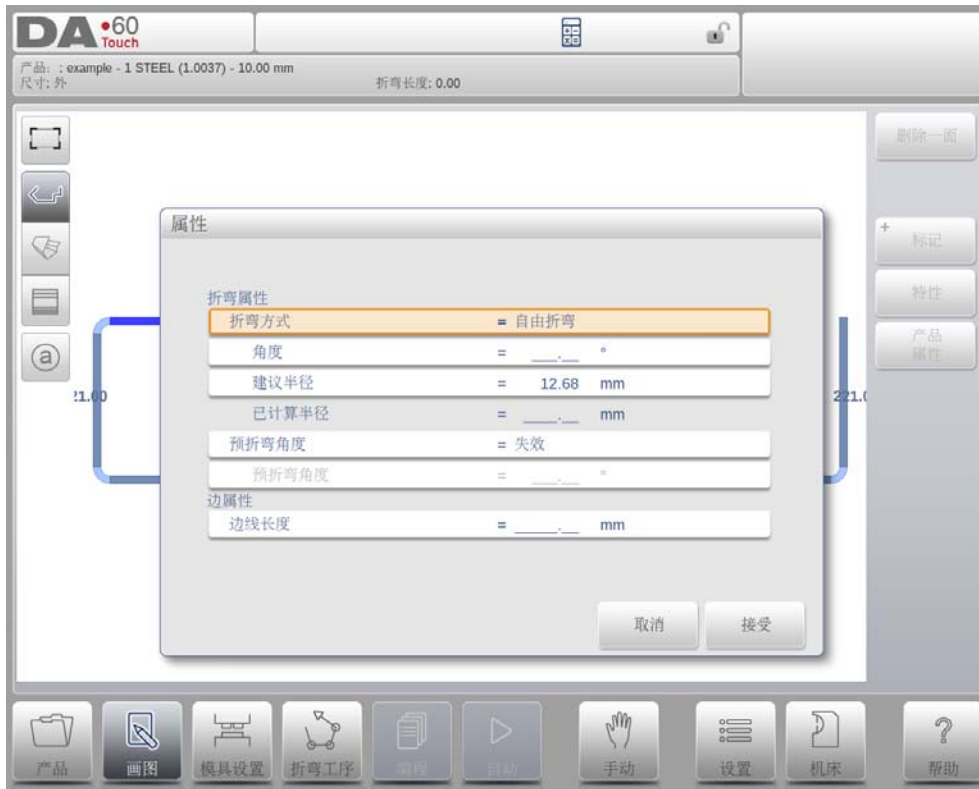 DA•60
Touch
产品: : example - 1 STEEL (1.0037) - 10.00 mm
尺寸: 外 折弯长度: 0.00
删除一面
属性
+ 标记
折弯属性
特性
折弯方式 = 自由折弯
产品
属性
角度 = ___.__ °
a
建议半径 = 12.68 mm
21.00
221.0
已计算半径 = ___.__ mm
预折弯角度 = 失效
预折弯角度 = ___.__ °
边属性
边线长度 = _____.__ mm
取消 接受
产品 画图 模具设置 折弯工序 编程 自动 手动 设置 机床 帮助